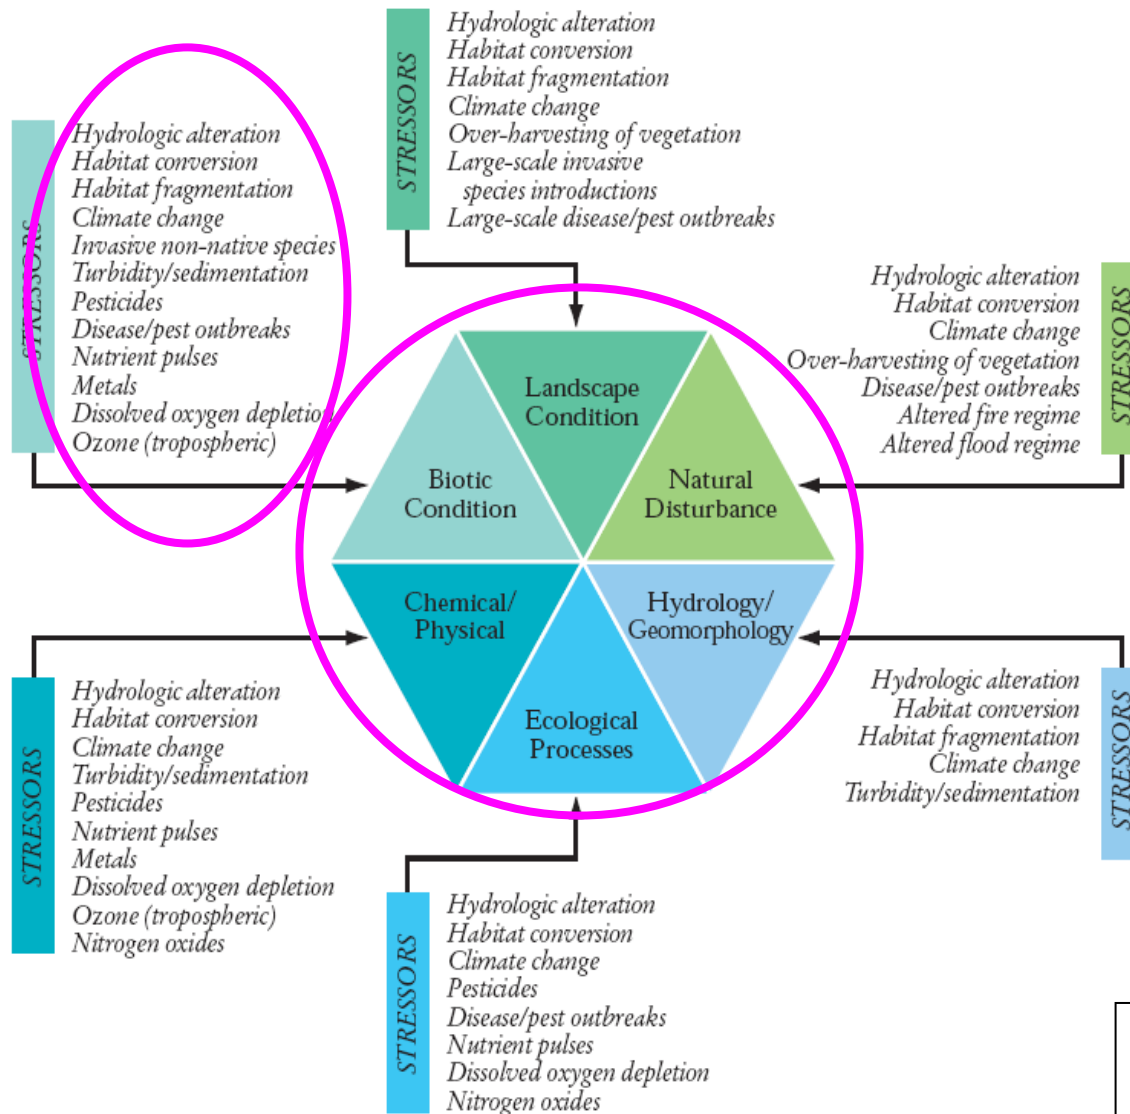 STRESSORS
Hydrologic alteration
Habitat conversion
Habitat fragmentation
Climate change
Over-harvesting of vegetation
Large-scale invasive
species introductions
Large-scale disease/pest outbreaks
STRESSORS
Hydrologic alteration
Habitat conversion
Habitat fragmentation
Climate change
Invasive non-native species
Turbidity/sedimentation
Pesticides
Disease/pest outbreaks
Nutrient pulses
Metals
Dissolved oxygen depletion
Ozone (tropospheric)
Hydrologic alteration
Habitat conversion
Climate change
Over-harvesting of vegetation
Disease/pest outbreaks
Altered fire regime
Altered flood regime
STRESSORS
Landscape
Condition
Biotic
Condition
Natural
Disturbance
Chemical/
Physical
Hydrology/
Geomorphology
Ecological
Processes
STRESSORS
Hydrologic alteration
Habitat conversion
Climate change
Turbidity/sedimentation
Pesticides
Nutrient pulses
Metals
Dissolved oxygen depletion
Ozone (tropospheric)
Nitrogen oxides
Hydrologic alteration
Habitat conversion
Habitat fragmentation
Climate change
Turbidity/sedimentation
STRESSORS
STRESSORS
Hydrologic alteration
Habitat conversion
Climate change
Pesticides
Disease/pest outbreaks
Nutrient pulses
Dissolved oxygen depletion
Nitrogen oxides